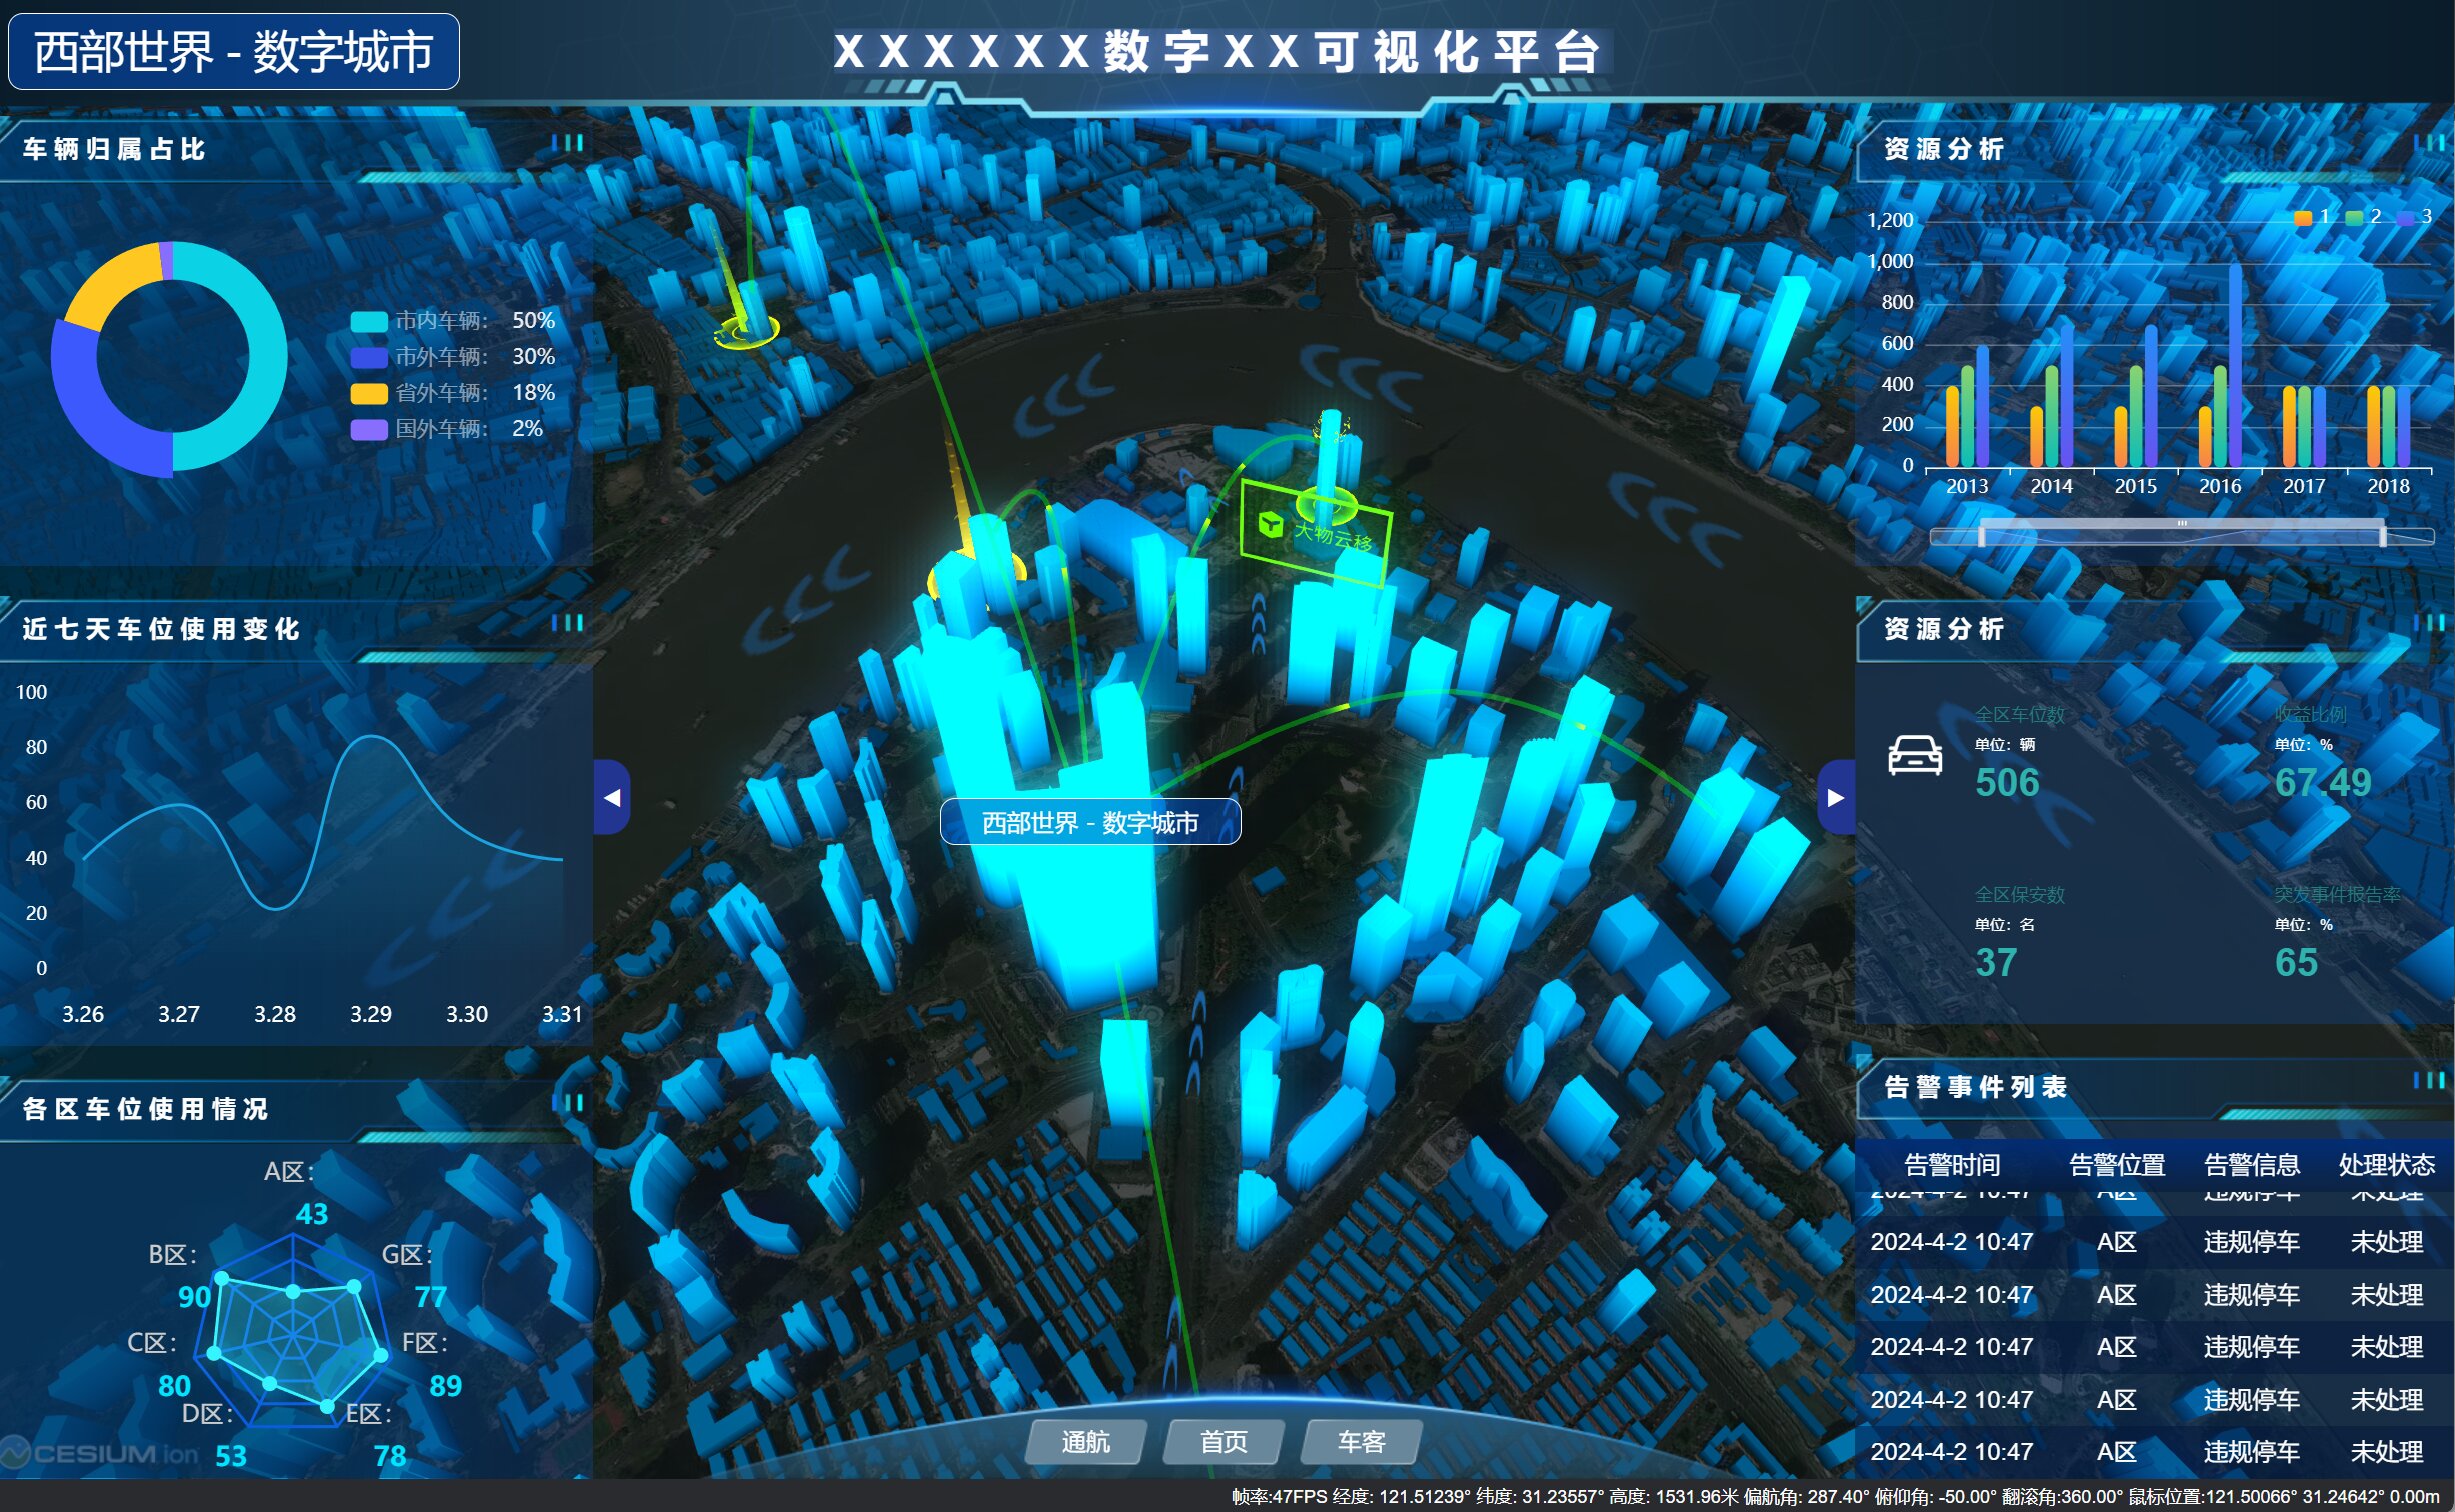 西部世界 - 数字城市
XXXXXX数字XX可视化平台
车辆归属占比
市内车辆： 50%
市外车辆： 30%
省外车辆： 18%
国外车辆： 2%
近七天车位使用变化
100
80
60
40
20
0
3.26 3.27 3.28 3.29 3.30 3.31
各区车位使用情况
A区：
43
B区：
90
C区：
80
D区：
53
E区：
78
F区：
89
G区：
77
CESIUM ion
大物云移
西部世界 - 数字城市
◀
▶
通航 首页 车客
资源分析
1 2 3
1,200
1,000
800
600
400
200
0
2013 2014 2015 2016 2017 2018
资源分析
全区车位数
单位：辆
506
收益比例
单位：%
67.49
全区保安数
单位：名
37
突发事件报告率
单位：%
65
告警事件列表
告警时间 告警位置 告警信息 处理状态
2024-4-2 10:47 A区 违规停车 未处理
2024-4-2 10:47 A区 违规停车 未处理
2024-4-2 10:47 A区 违规停车 未处理
2024-4-2 10:47 A区 违规停车 未处理
2024-4-2 10:47 A区 违规停车 未处理
2024-4-2 10:47 A区 违规停车 未处理
帧率:47FPS 经度: 121.51239° 纬度: 31.23557° 高度: 1531.96米 偏航角: 287.40° 俯仰角: -50.00° 翻滚角:360.00° 鼠标位置:121.50066° 31.24642° 0.00m